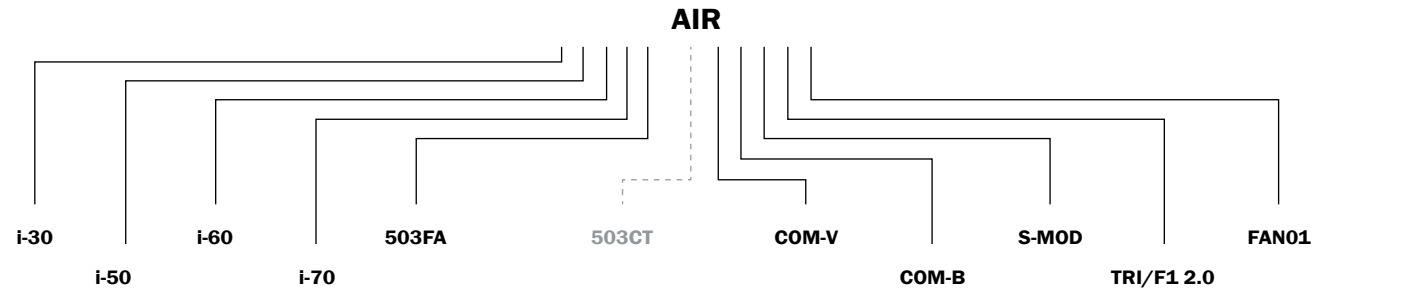 AIR
i-30 i-60 503FA 503CT COM-V S-MOD FAN01
i-50 i-70 COM-B TRI/F1 2.0